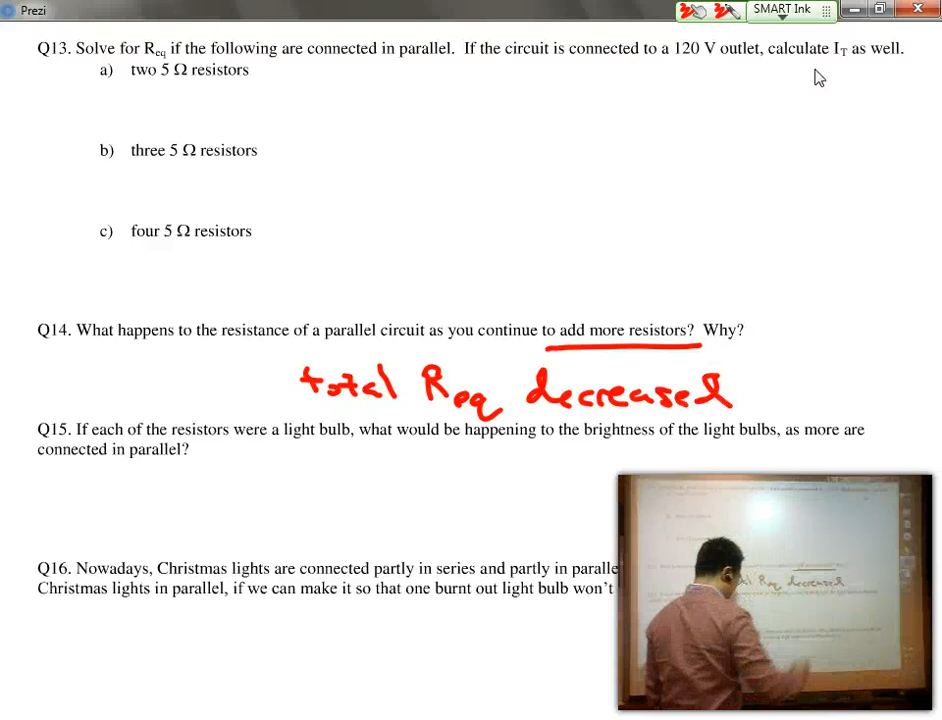 Prezi
SMART Ink
Q13. Solve for Req if the following are connected in parallel. If the circuit is connected to a 120 V outlet, calculate IT as well.
a) two 5 Ω resistors
b) three 5 Ω resistors
c) four 5 Ω resistors
Q14. What happens to the resistance of a parallel circuit as you continue to add more resistors? Why?
total Req decreased
Q15. If each of the resistors were a light bulb, what would be happening to the brightness of the light bulbs, as more are
connected in parallel?
Q16. Nowadays, Christmas lights are connected partly in series and partly in paralle
Christmas lights in parallel, if we can make it so that one burnt out light bulb won't
Req decreased